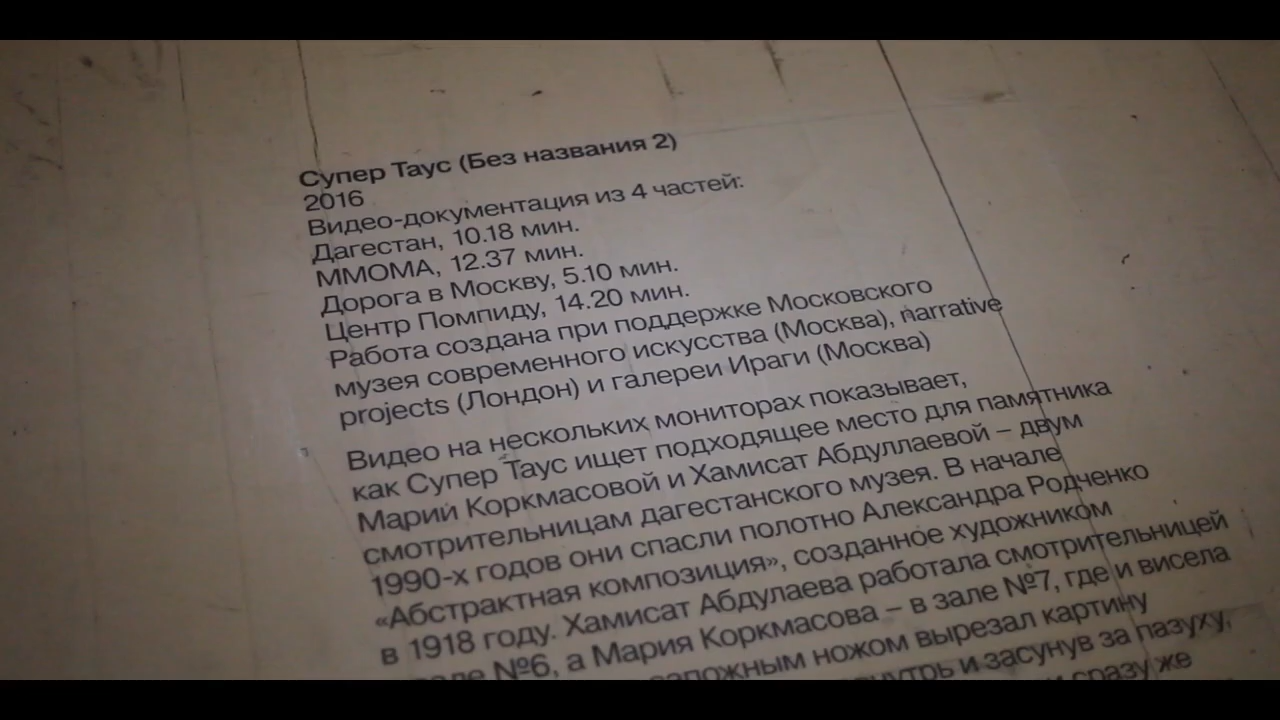 Супер Таус (Без названия 2)
2016
Видео-документация из 4 частей:
Дагестан, 10.18 мин.
ММОМА, 12.37 мин.
Дорога в Москву, 5.10 мин.
Центр Помпиду, 14.20 мин.
Работа создана при поддержке Московского
музея современного искусства (Москва), narrative
projects (Лондон) и галереи Ираги (Москва)
Видео на нескольких мониторах показывает,
как Супер Таус ищет подходящее место для памятника
Марии Коркмасовой и Хамисат Абдуллаевой – двум
смотрительницам дагестанского музея. В начале
1990-х годов они спасли полотно Александра Родченко
«Абстрактная композиция», созданное художником
в 1918 году. Хамисат Абдулаева работала смотрительницей
№6, а Мария Коркмасова – в зале №7, где и висела
ножом вырезал картину
и засунув за пазуху,
сразу же